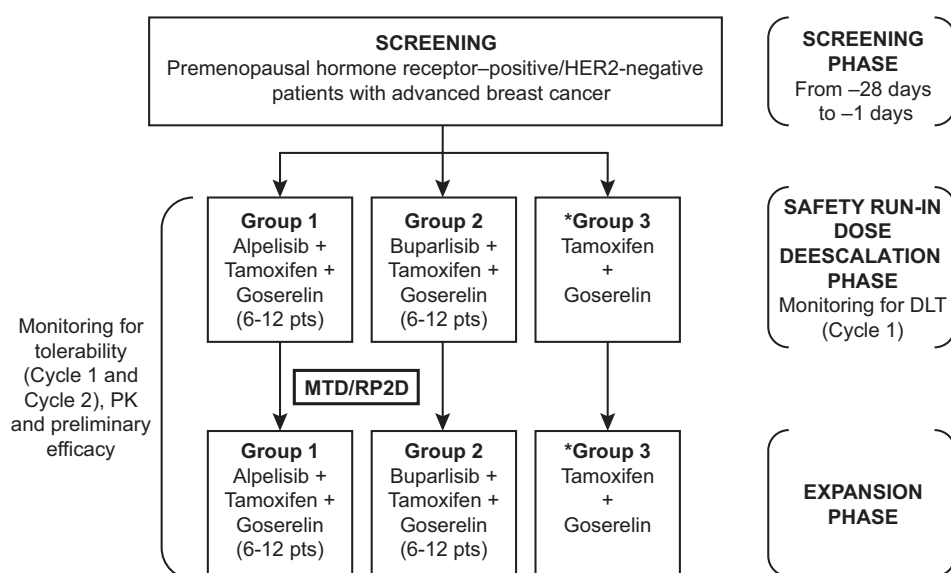 SCREENING
Premenopausal hormone receptor–positive/HER2-negative
patients with advanced breast cancer
SCREENING
PHASE
From –28 days
to –1 days
Group 1
Alpelisib +
Tamoxifen +
Goserelin
(6-12 pts)
Group 2
Buparlisib +
Tamoxifen +
Goserelin
(6-12 pts)
*Group 3
Tamoxifen
+
Goserelin
SAFETY RUN-IN
DOSE
DEESCALATION
PHASE
Monitoring for DLT
(Cycle 1)
Monitoring for
tolerability
(Cycle 1 and
Cycle 2), PK
and preliminary
efficacy
MTD/RP2D
Group 1
Alpelisib +
Tamoxifen +
Goserelin
(6-12 pts)
Group 2
Buparlisib +
Tamoxifen +
Goserelin
(6-12 pts)
*Group 3
Tamoxifen
+
Goserelin
EXPANSION
PHASE